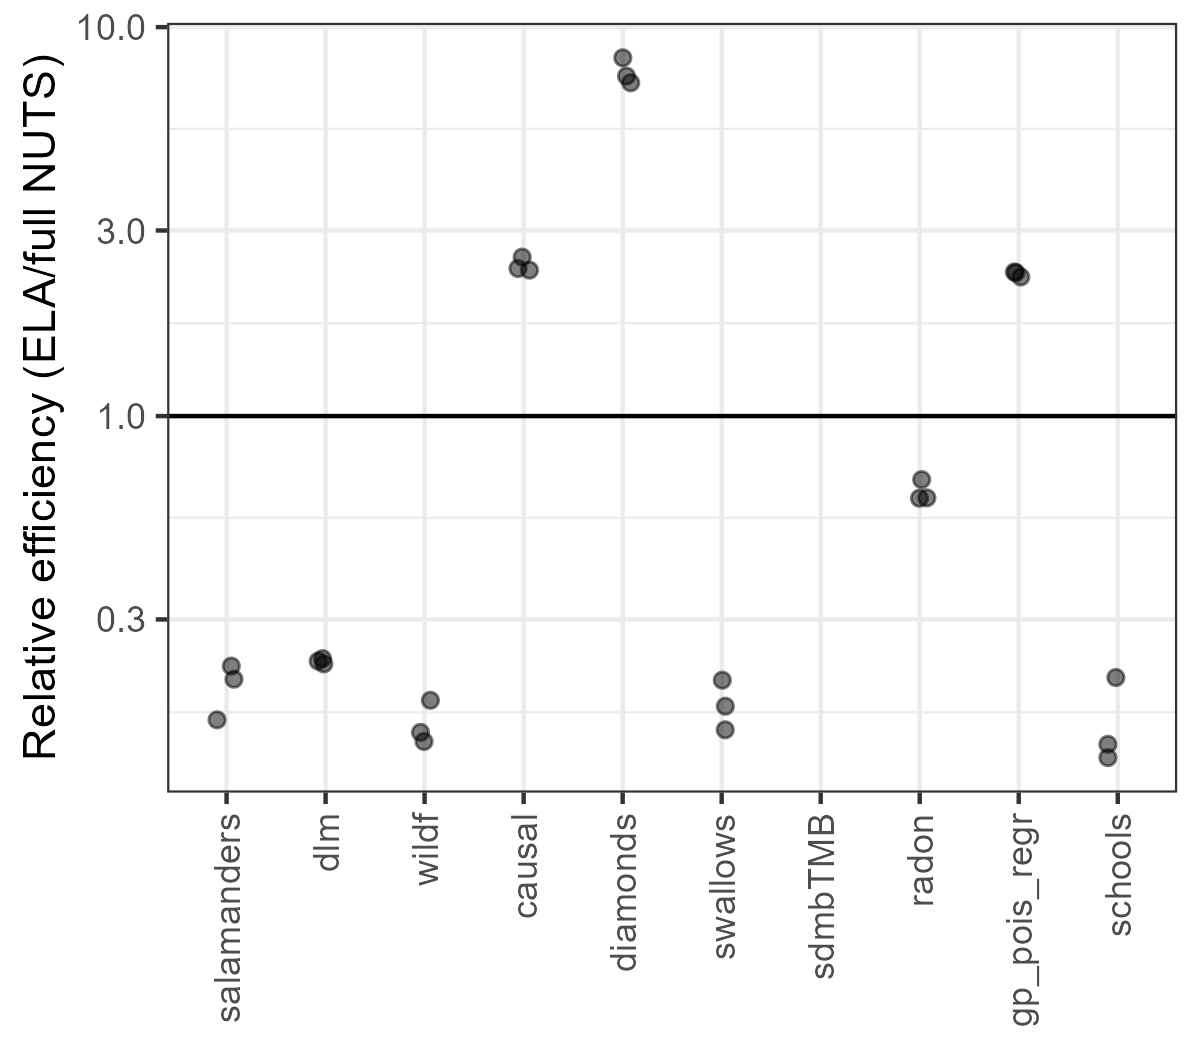 Relative efficiency (ELA/full NUTS)
10.0
3.0
1.0
0.3
salamanders
dlm
wildf
causal
diamonds
swallows
sdmbTMB
radon
gp_pois_regr
schools